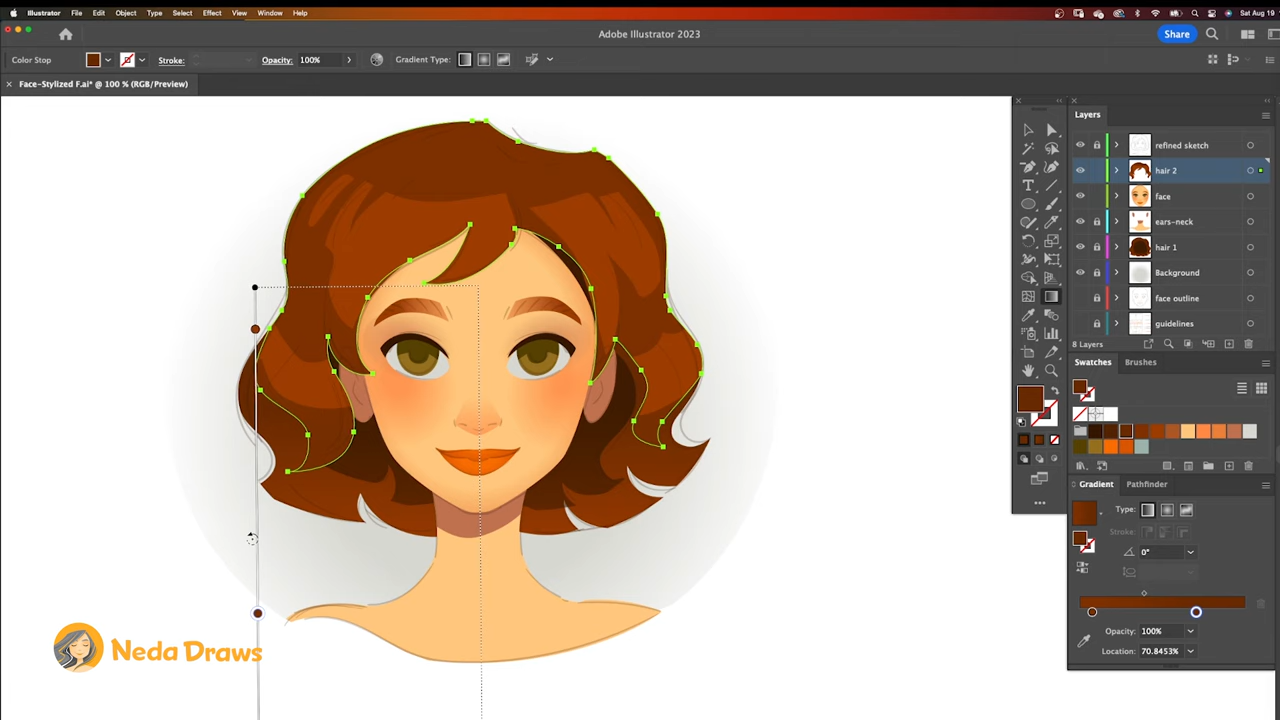 Illustrator File Edit Object Type Select Effect View Window Help
Sat Aug 19
Adobe Illustrator 2023
Share
Color Stop
Stroke:
Opacity: 100%
Gradient Type:
Face-Stylized F.ai* @ 100 % (RGB/Preview)
Layers
refined sketch
hair 2
face
ears-neck
hair 1
Background
face outline
guidelines
8 Layers
Swatches Brushes
Gradient Pathfinder
Type:
Stroke:
0°
Opacity: 100%
Location: 70.8453%
Neda Draws